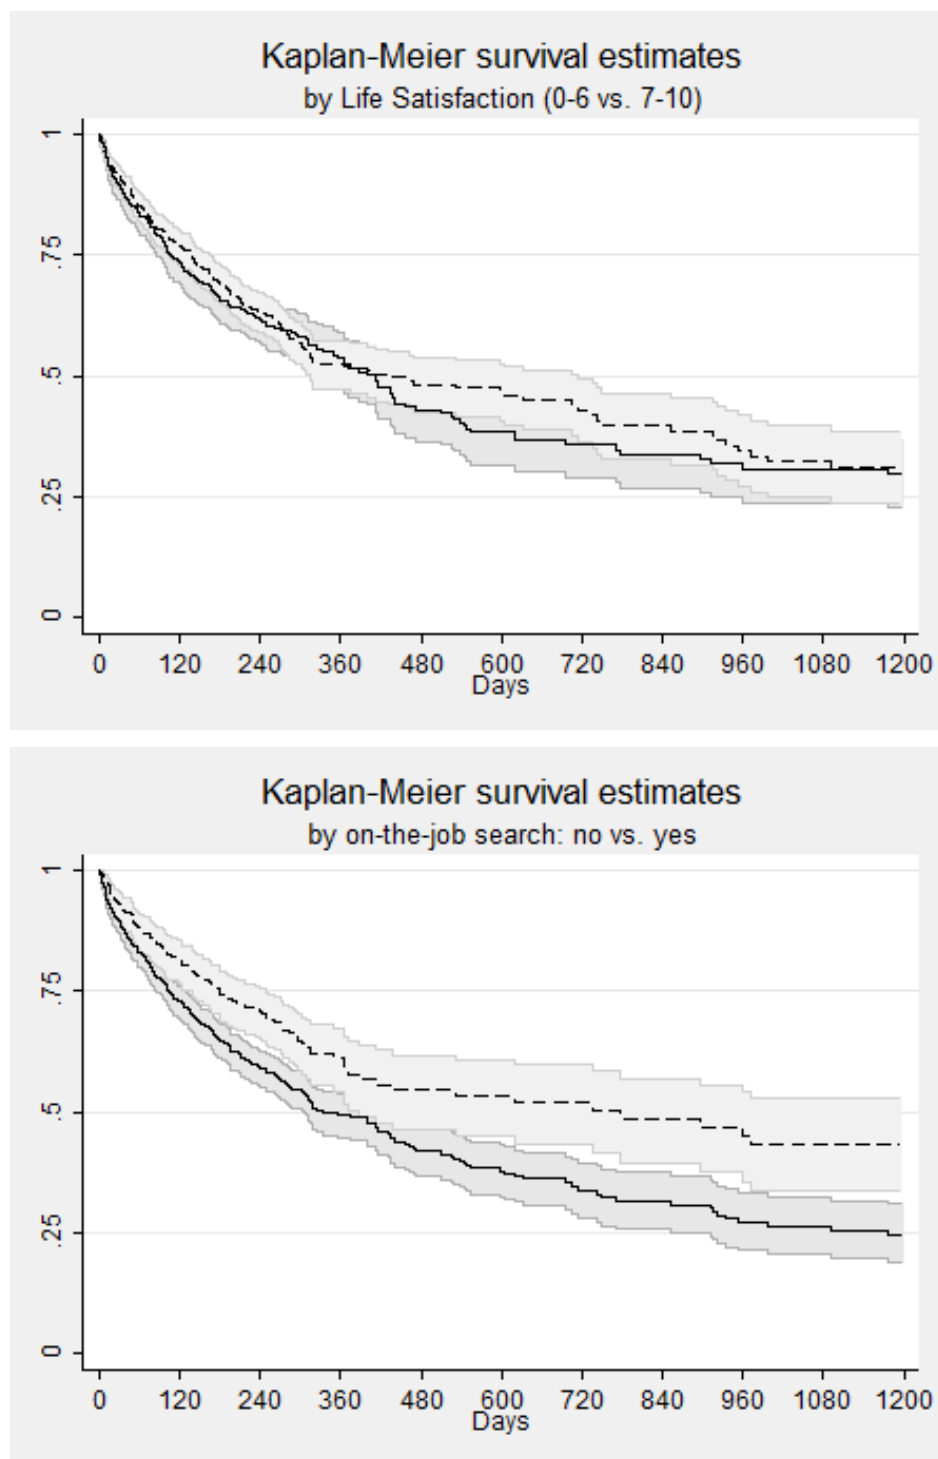 Kaplan-Meier survival estimates
by Life Satisfaction (0-6 vs. 7-10)
1
.75
.5
.25
0
0 120 240 360 480 600 720 840 960 1080 1200
Days
Kaplan-Meier survival estimates
by on-the-job search: no vs. yes
1
.75
.5
.25
0
0 120 240 360 480 600 720 840 960 1080 1200
Days